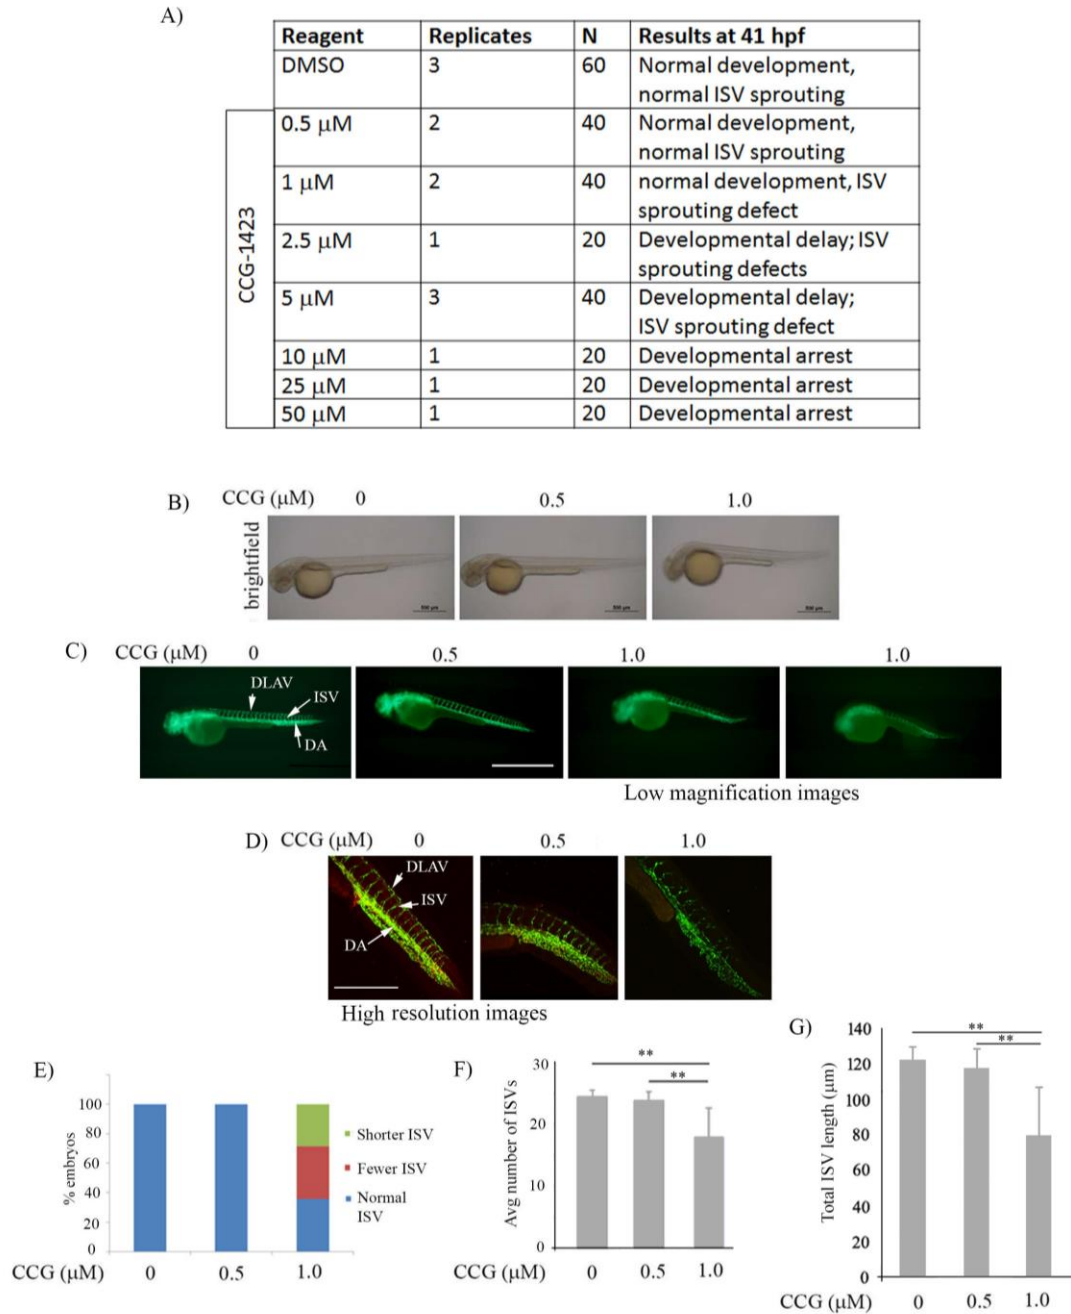 A)
Reagent Replicates N Results at 41 hpf
DMSO 3 60 Normal development,
normal ISV sprouting
CCG-1423
0.5 μM 2 40 Normal development,
normal ISV sprouting
1 μM 2 40 normal development, ISV
sprouting defect
2.5 μM 1 20 Developmental delay; ISV
sprouting defects
5 μM 3 40 Developmental delay;
ISV sprouting defect
10 μM 1 20 Developmental arrest
25 μM 1 20 Developmental arrest
50 μM 1 20 Developmental arrest
B) CCG (μM) 0 0.5 1.0
brightfield
500 μm 500 μm 500 μm
C) CCG (μM) 0 0.5 1.0 1.0
DLAV
ISV
DA
Low magnification images
D) CCG (μM) 0 0.5 1.0
DLAV
ISV
DA
High resolution images
E)
% embryos
100
80
60
40
20
0
Shorter ISV
Fewer ISV
Normal
ISV
CCG (μM) 0 0.5 1.0
F)
Avg number of ISVs
30
20
10
0
**
**
CCG (μM) 0 0.5 1.0
G)
Total ISV length (μm)
140
120
100
80
60
40
20
0
**
**
CCG (μM) 0 0.5 1.0